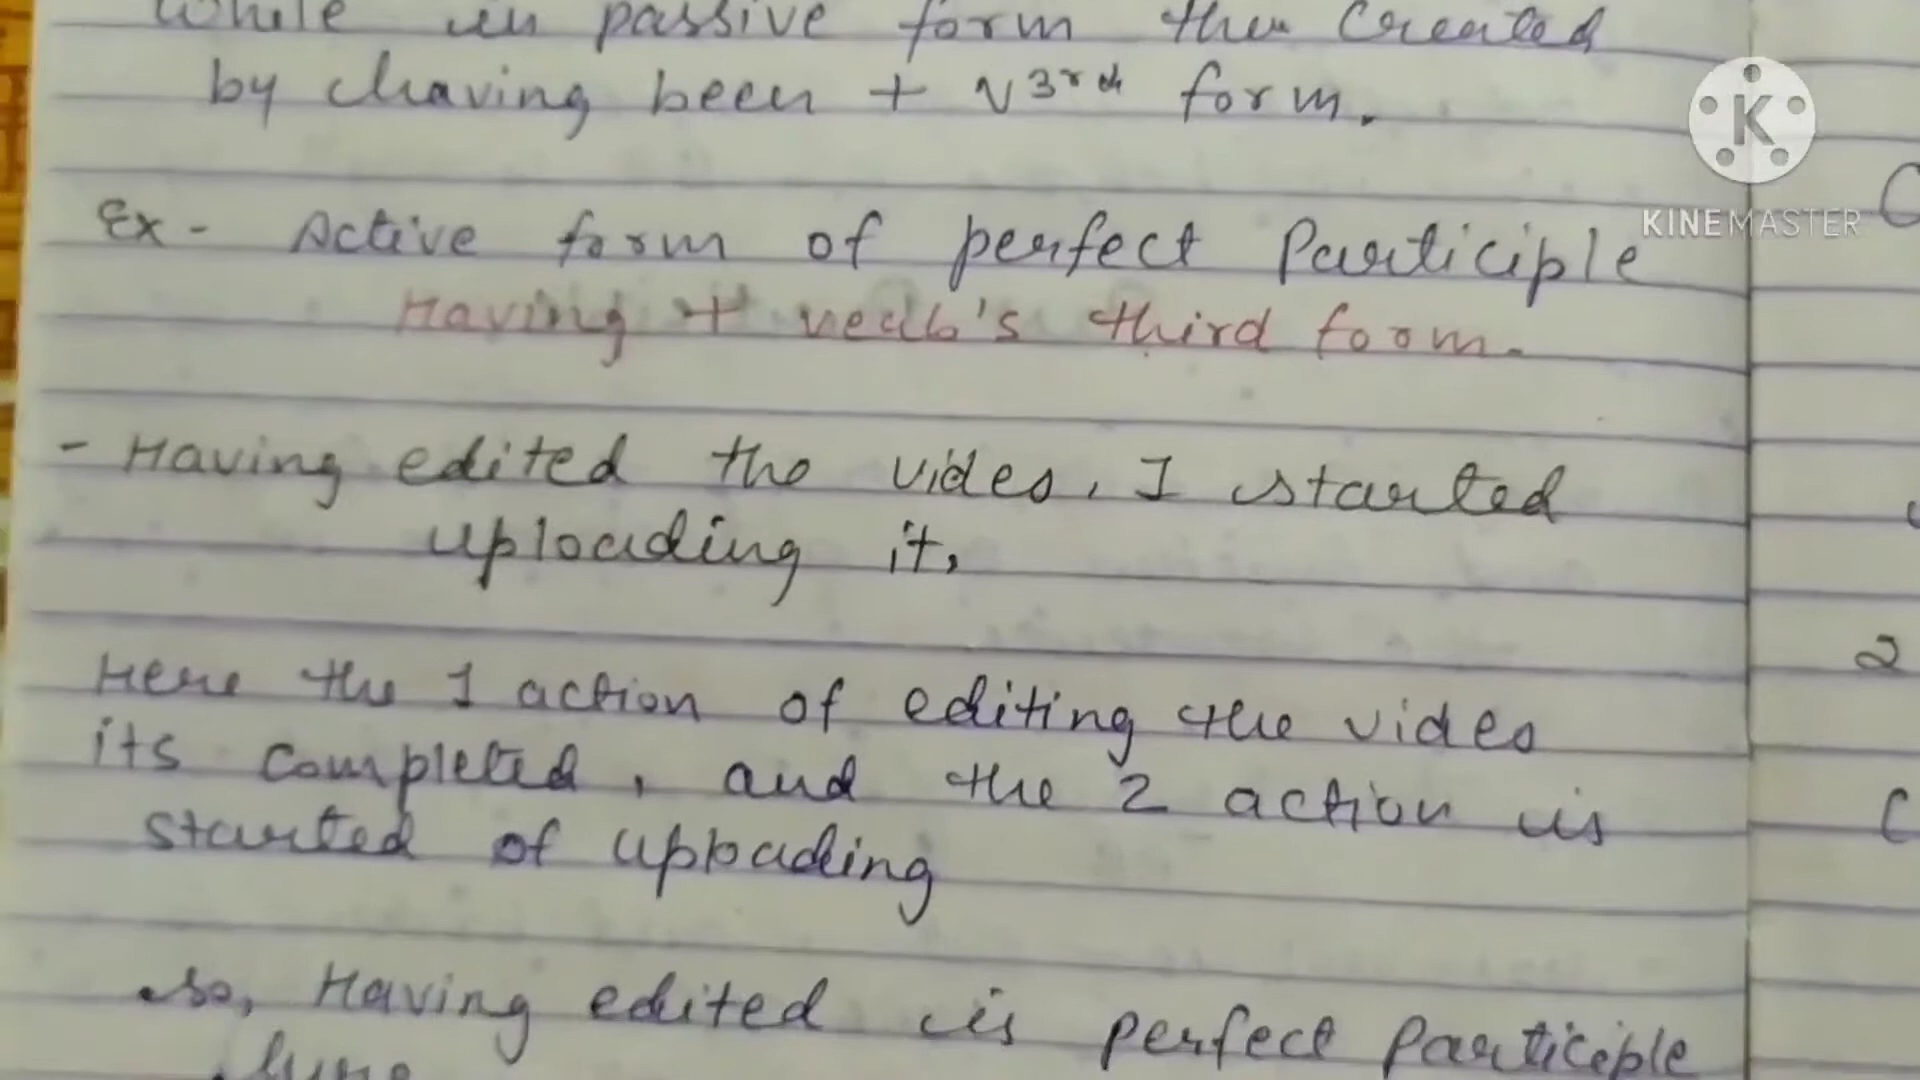 While in passive form then Created
by having been + V3rd form.
Ex- Active form of perfect Participle
Having + verb's third form.
- Having edited the video, I started
uploading it,
Here the 1 action of editing the video
its completed, and the 2 action is
started of uploading
so, Having edited is perfect Participle
KINEMASTER
2